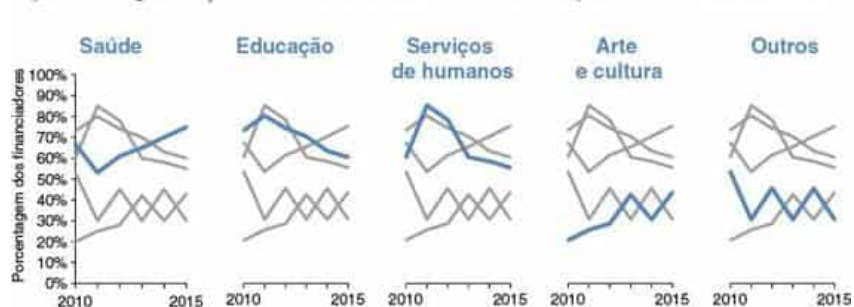 Saúde
Educação
Serviços
de humanos
Arte
e cultura
Outros
Porcentagem dos financiadores
100%
90%
80%
70%
60%
50%
40%
30%
20%
10%
0%
2010 2015
2010 2015
2010 2015
2010 2015
2010 2015